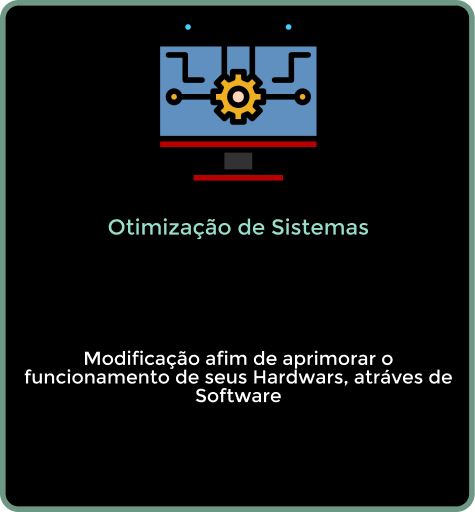 Otimização de Sistemas
Modificação afim de aprimorar o
funcionamento de seus Hardwars, atráves de
Software